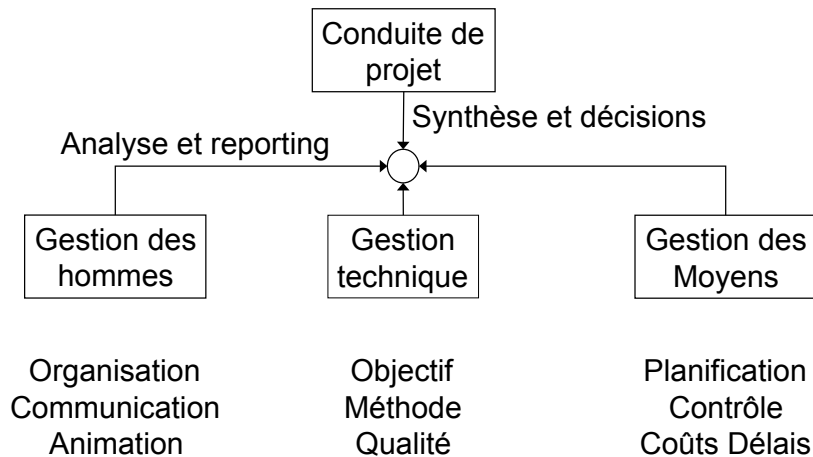 Conduite de
projet
Synthèse et décisions
Analyse et reporting
Gestion des
hommes
Gestion
technique
Gestion des
Moyens
Organisation
Communication
Animation
Objectif
Méthode
Qualité
Planification
Contrôle
Coûts Délais